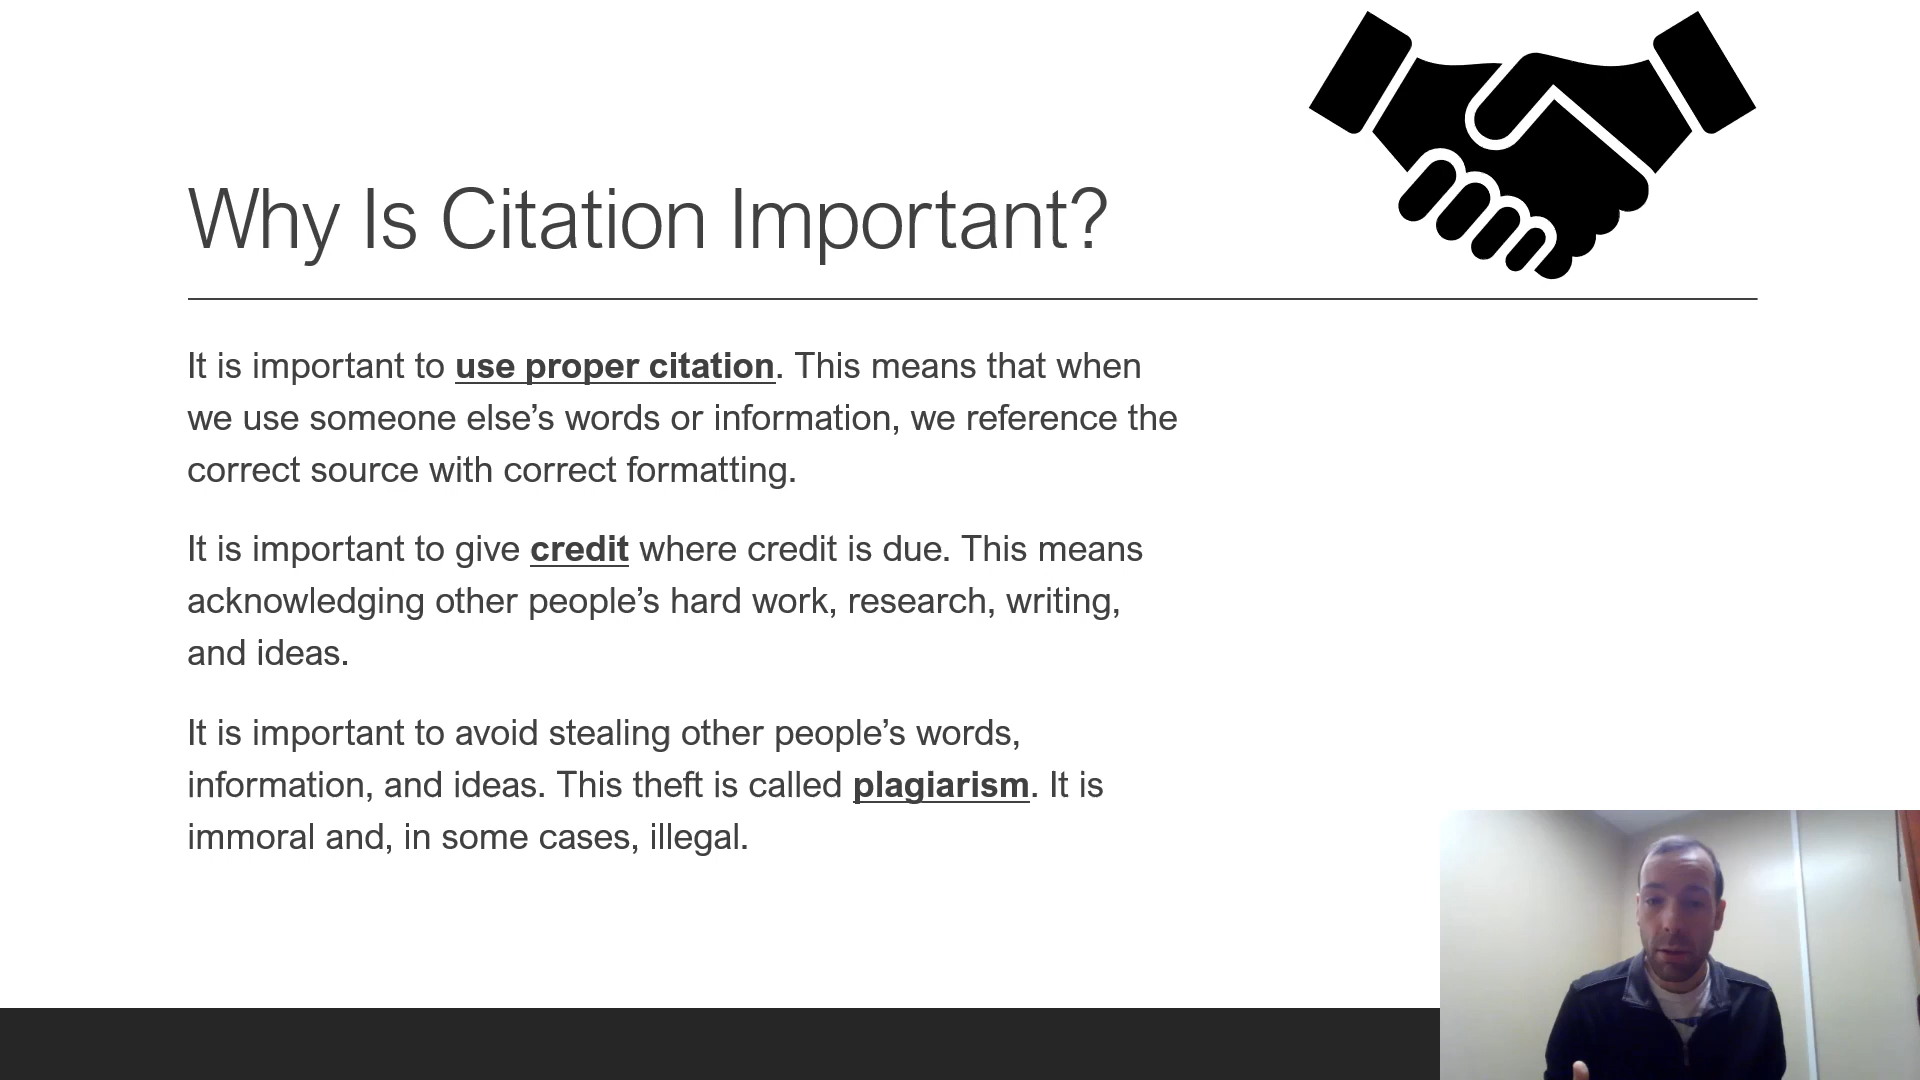 Why Is Citation Important?
It is important to use proper citation. This means that when
we use someone else’s words or information, we reference the
correct source with correct formatting.
It is important to give credit where credit is due. This means
acknowledging other people’s hard work, research, writing,
and ideas.
It is important to avoid stealing other people’s words,
information, and ideas. This theft is called plagiarism. It is
immoral and, in some cases, illegal.